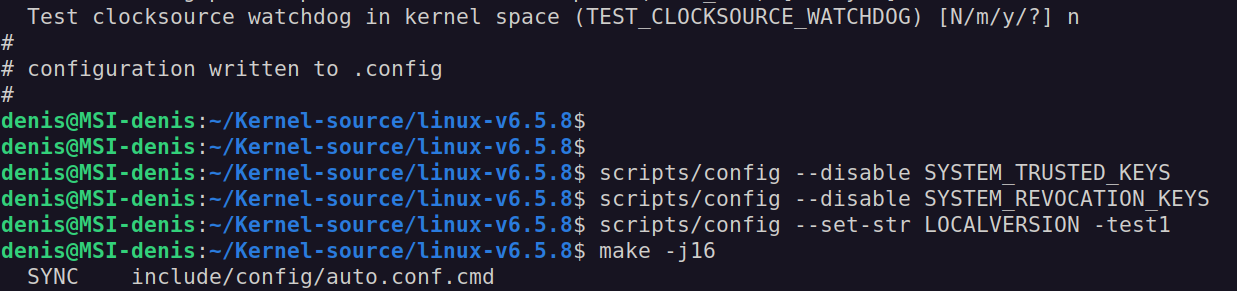 Test clocksource watchdog in kernel space (TEST_CLOCKSOURCE_WATCHDOG) [N/m/y/?] n
#
# configuration written to .config
#
denis@MSI-denis:~/Kernel-source/linux-v6.5.8$
denis@MSI-denis:~/Kernel-source/linux-v6.5.8$
denis@MSI-denis:~/Kernel-source/linux-v6.5.8$ scripts/config --disable SYSTEM_TRUSTED_KEYS
denis@MSI-denis:~/Kernel-source/linux-v6.5.8$ scripts/config --disable SYSTEM_REVOCATION_KEYS
denis@MSI-denis:~/Kernel-source/linux-v6.5.8$ scripts/config --set-str LOCALVERSION -test1
denis@MSI-denis:~/Kernel-source/linux-v6.5.8$ make -j16
SYNC    include/config/auto.conf.cmd